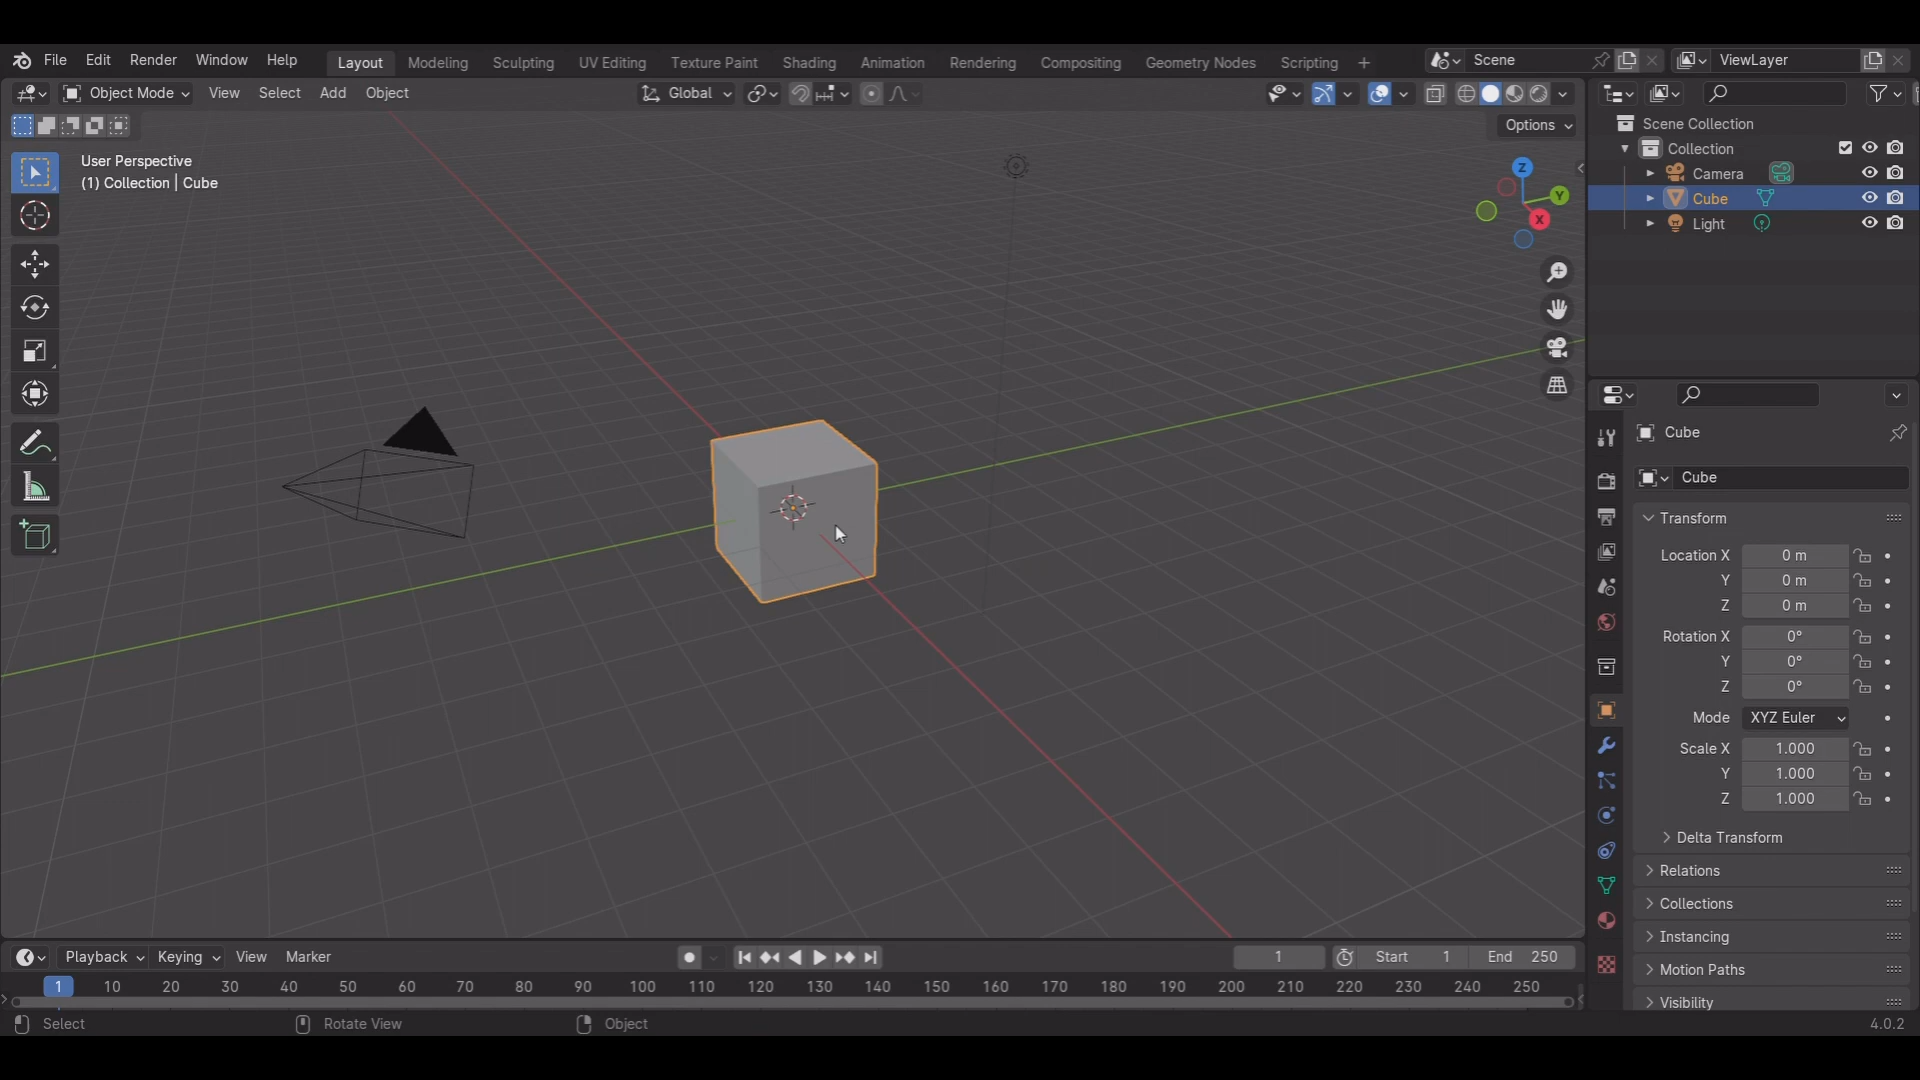 File Edit Render Window Help Layout Modeling Sculpting UV Editing Texture Paint Shading Animation Rendering Compositing Geometry Nodes Scripting + Scene ViewLayer
Object Mode View Select Add Object Global
Options
User Perspective
(1) Collection | Cube
Z
Y
X
Scene Collection
Collection
Camera
Cube
Light
Cube
Cube
Transform
Location X 0 m
Y 0 m
Z 0 m
Rotation X 0°
Y 0°
Z 0°
Mode XYZ Euler
Scale X 1.000
Y 1.000
Z 1.000
Delta Transform
Relations
Collections
Instancing
Motion Paths
Visibility
Playback Keying View Marker 1 Start 1 End 250
1 10 20 30 40 50 60 70 80 90 100 110 120 130 140 150 160 170 180 190 200 210 220 230 240 250
Select Rotate View Object 4.0.2